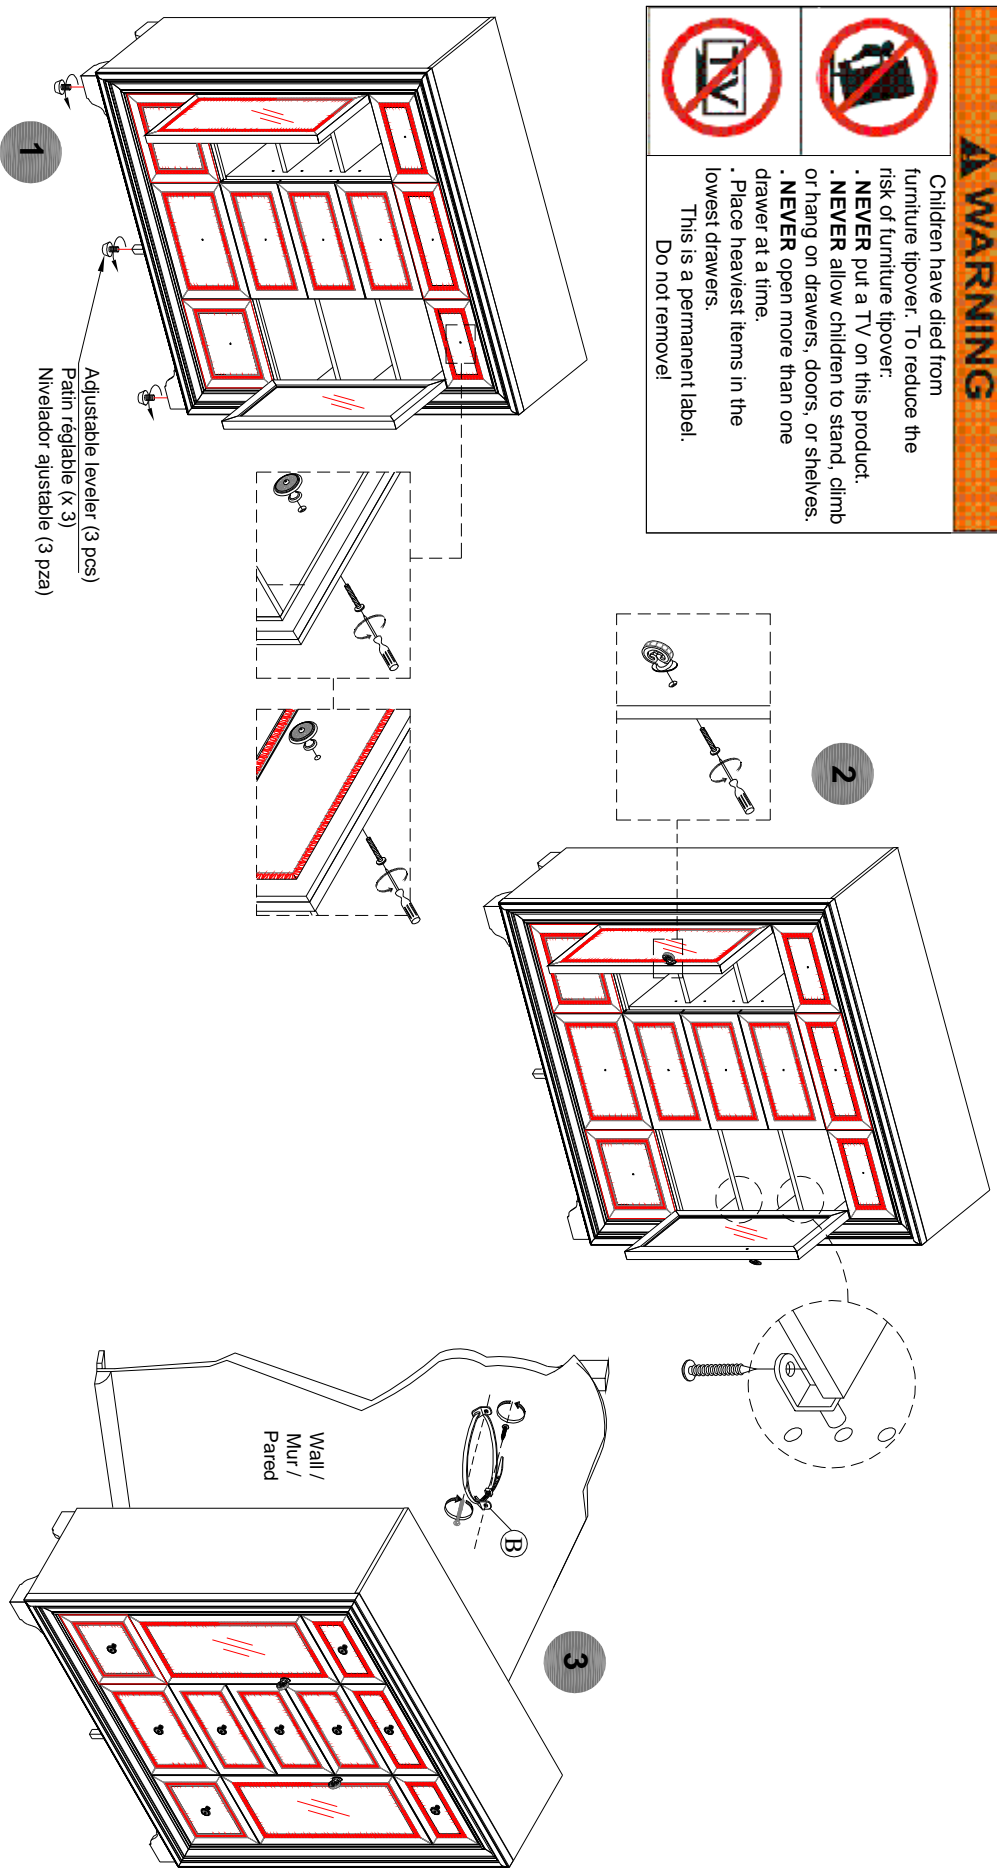 WARNING
Children have died from
furniture tipover. To reduce the
risk of furniture tipover:
. NEVER put a TV on this product.
. NEVER allow children to stand, climb
or hang on drawers, doors, or shelves.
. NEVER open more than one
drawer at a time.
. Place heaviest items in the
lowest drawers.
This is a permanent label.
Do not remove!
TV
1
Adjustable leveler (3 pcs)
Patin réglable (x 3)
Nivelador ajustable (3 pza)
2
Wall /
Mur /
Pared
B
3